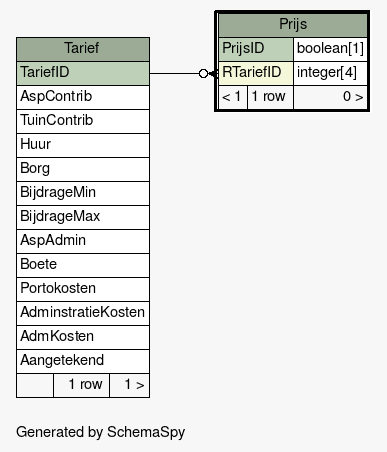 Tarief
TariefID
AspContrib
TuinContrib
Huur
Borg
BijdrageMin
BijdrageMax
AspAdmin
Boete
Portokosten
AdminstratieKosten
AdmKosten
Aangetekend
1 row 1 >
Prijs
PrijsID boolean[1]
RTariefID integer[4]
< 1 1 row 0 >
Generated by SchemaSpy